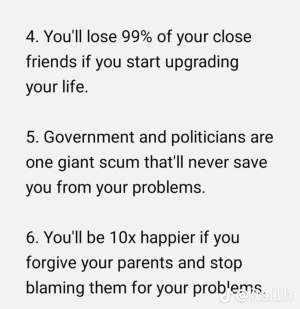 4. You'll lose 99% of your close
friends if you start upgrading
your life.
5. Government and politicians are
one giant scum that'll never save
you from your problems.
6. You'll be 10x happier if you
forgive your parents and stop
blaming them for your problems.